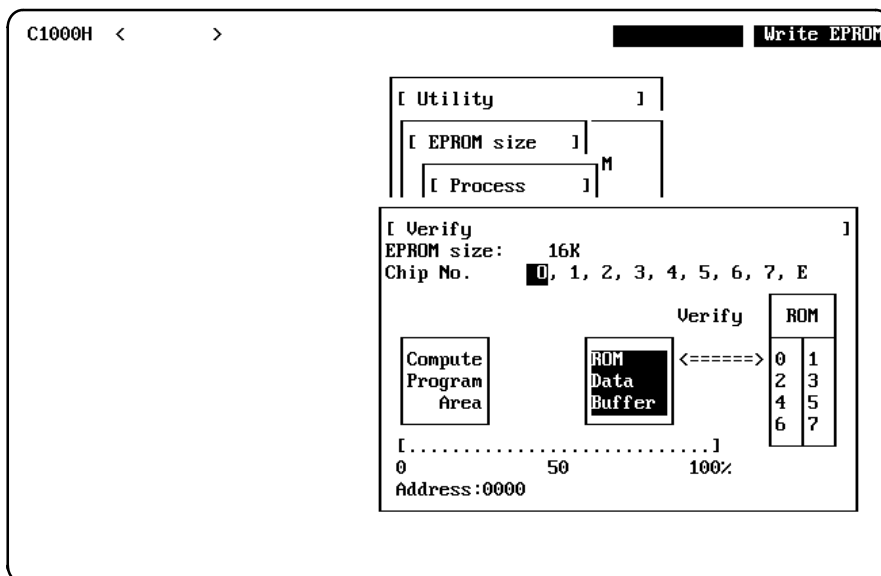 C1000H < > Write EPROM
[ Utility ]
[ EPROM size ]
M
[ Process ]
[ Verify ]
EPROM size: 16K
Chip No. 0, 1, 2, 3, 4, 5, 6, 7, E
Verify ROM
Compute ROM <======> 0 1
Program Data 2 3
Area Buffer 4 5
6 7
[............................]
0 50 100%
Address:0000